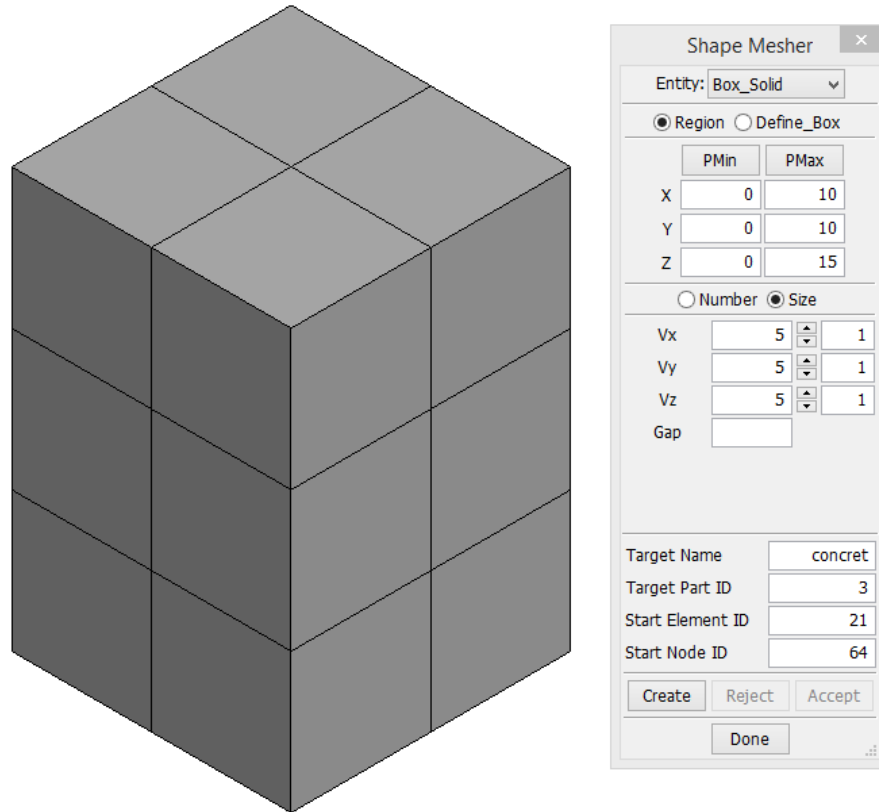 Shape Mesher
Entity: Box_Solid
Region Define_Box
PMin PMax
X 0 10
Y 0 10
Z 0 15
Number Size
Vx 5 1
Vy 5 1
Vz 5 1
Gap
Target Name concret
Target Part ID 3
Start Element ID 21
Start Node ID 64
Create Reject Accept
Done